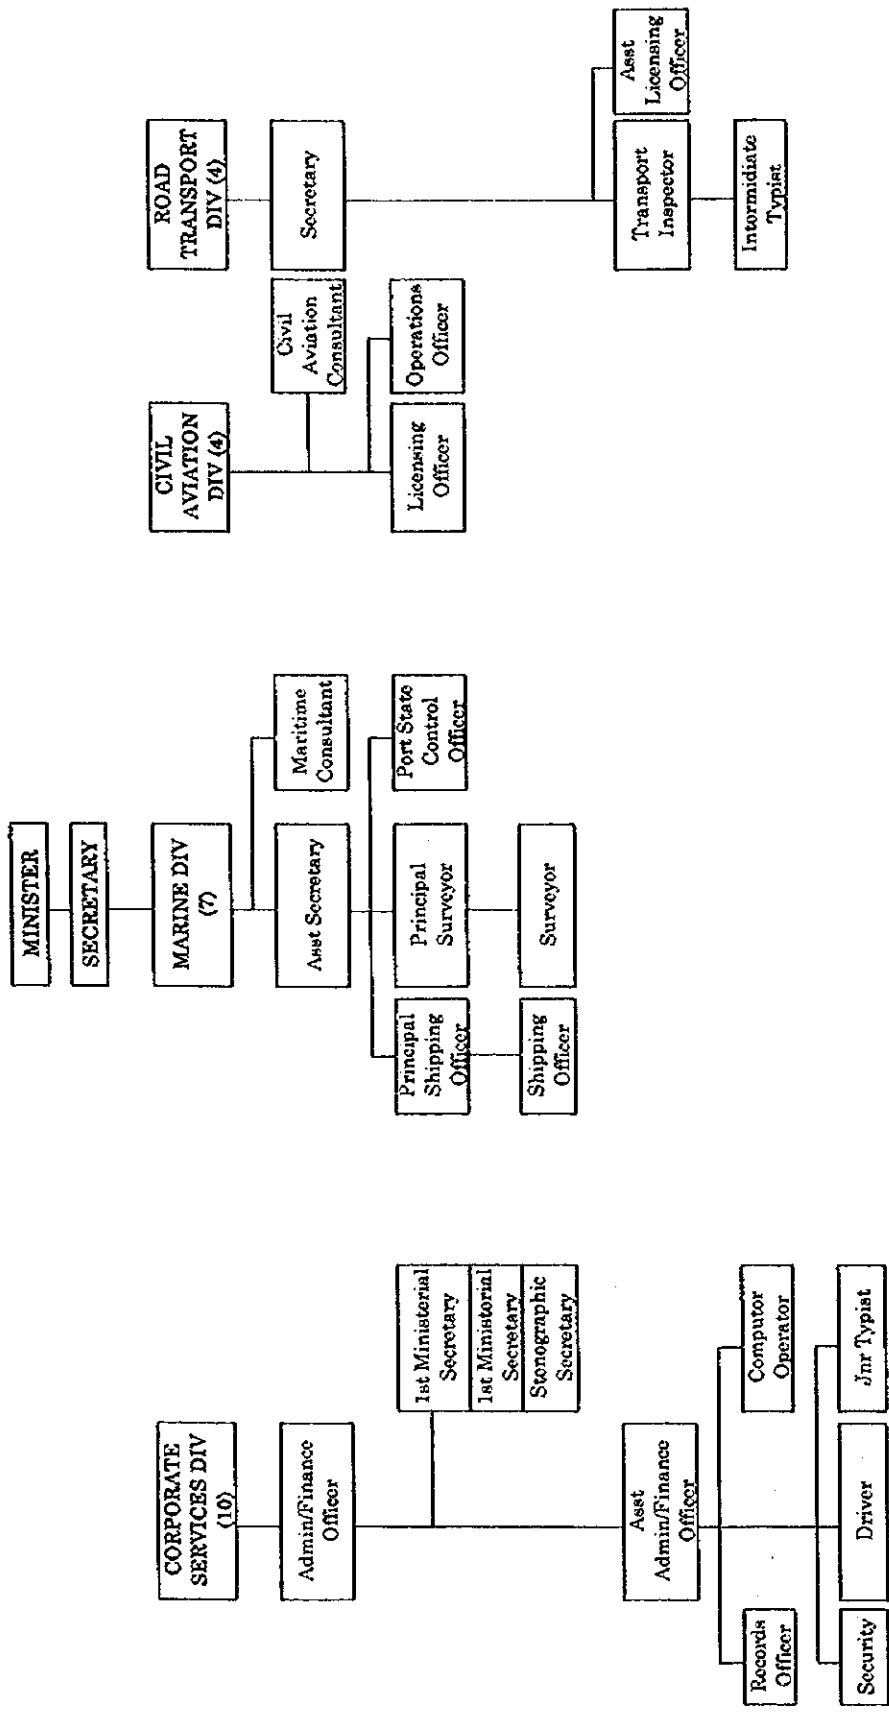 MINISTER
SECRETARY
CORPORATE
SERVICES DIV
(10)
Admin/Finance
Officer
1st Ministerial
Secretary
1st Ministerial
Secretary
Stenographic
Secretary
Asst
Admin/Finance
Officer
Records
Officer
Computor
Operator
Security
Driver
Jnr Typist
MARINE DIV
(7)
Maritime
Consultant
Asst Secretary
Principal
Shipping
Officer
Principal
Surveyor
Port State
Control
Officer
Shipping
Officer
Surveyor
CIVIL
AVIATION
DIV (4)
Civil
Aviation
Consultant
Licensing
Officer
Operations
Officer
ROAD
TRANSPORT
DIV (4)
Secretary
Transport
Inspector
Asst
Licensing
Officer
Intormidiate
Typist